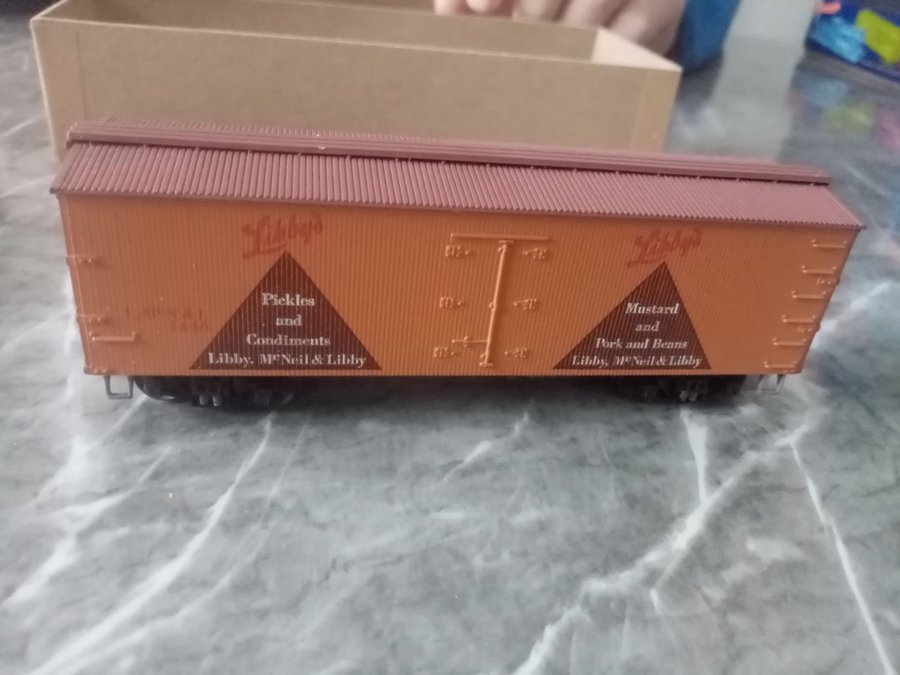 Libby's
Pickles
and
Condiments
Libby, McNeil & Libby
Libby's
Mustard
and
Pork and Beans
Libby, McNeil & Libby